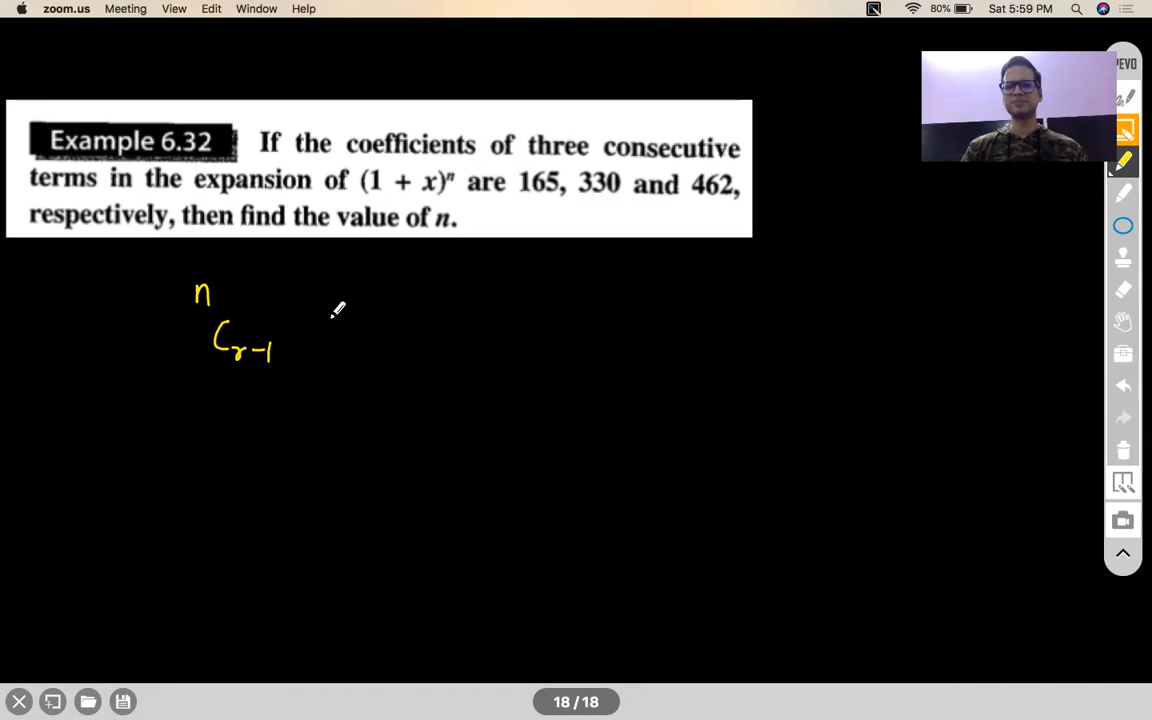 zoom.us Meeting View Edit Window Help 80% Sat 5:59 PM
Example 6.32 If the coefficients of three consecutive
terms in the expansion of (1 + x)ⁿ are 165, 330 and 462,
respectively, then find the value of n.
n
C r-1
18 / 18